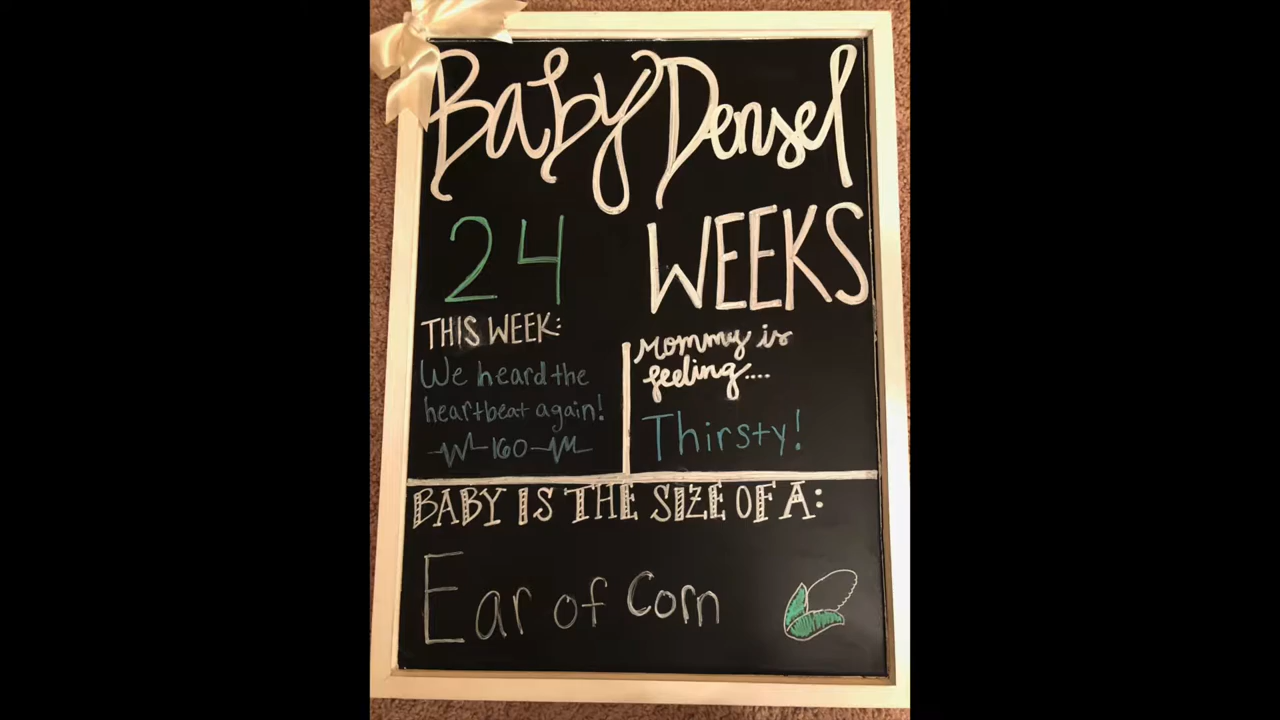 Baby Densel
24 WEEKS
THIS WEEK:
We heard the
heartbeat again!
160
Mommy is
feeling....
Thirsty!
BABY IS THE SIZE OF A:
Ear of Corn